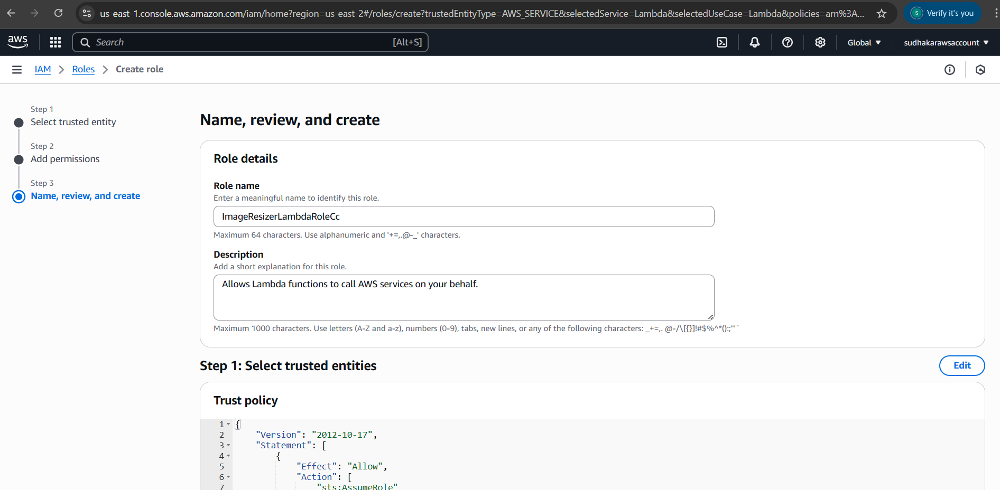 us-east-1.console.aws.amazon.com/iam/home?region=us-east-2#/roles/create?trustedEntityType=AWS_SERVICE&selectedService=Lambda&selectedUseCase=Lambda&policies=arn%3A...
S Verify it's you
aws
Search [Alt+S]
Global sudhakarawsaccount
IAM Roles Create role
Step 1
Select trusted entity
Step 2
Add permissions
Step 3
Name, review, and create
Name, review, and create
Role details
Role name
Enter a meaningful name to identify this role.
ImageResizerLambdaRoleCc
Maximum 64 characters. Use alphanumeric and '+=,.@-_' characters.
Description
Add a short explanation for this role.
Allows Lambda functions to call AWS services on your behalf.
Maximum 1000 characters. Use letters (A-Z and a-z), numbers (0-9), tabs, new lines, or any of the following characters: _+=,. @-/\[{}]!#$%^*();:"'`
Step 1: Select trusted entities
Edit
Trust policy
1 {
2 "Version": "2012-10-17",
3 "Statement": [
4 {
5 "Effect": "Allow",
6 "Action": [
7 "sts:AssumeRole"